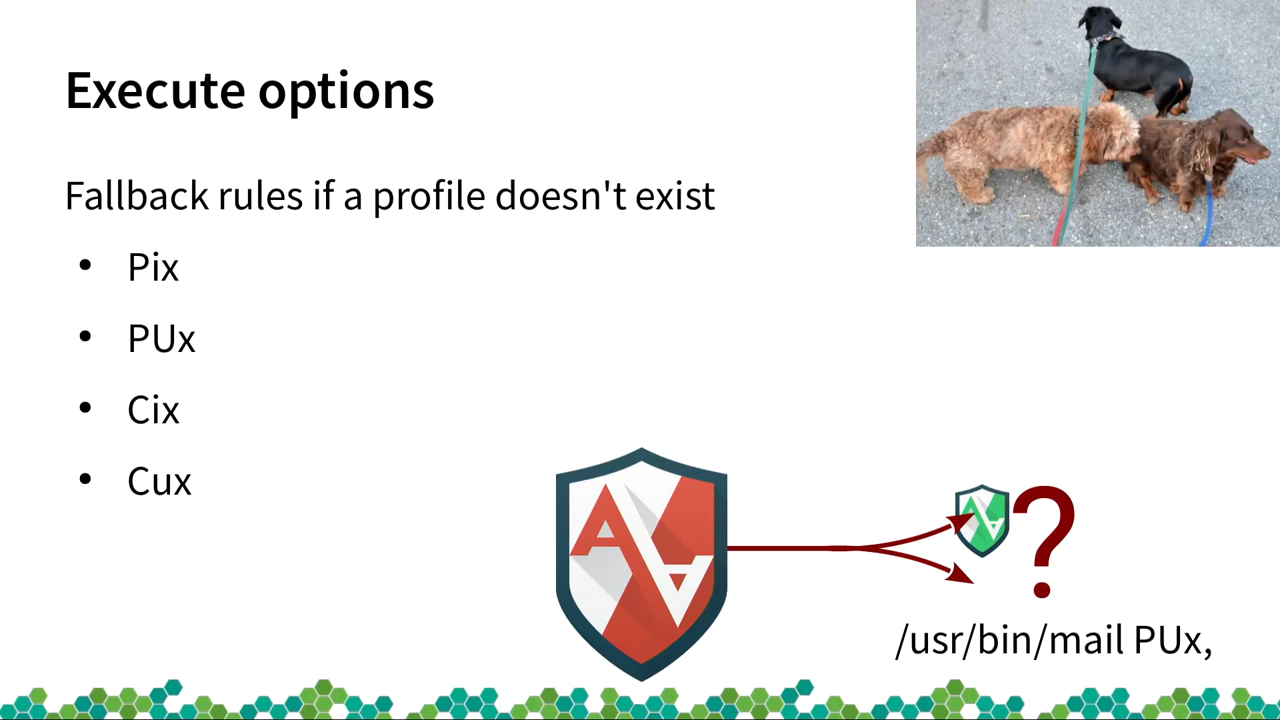 Execute options
Fallback rules if a profile doesn't exist
• Pix
• PUx
• Cix
• Cux
?
/usr/bin/mail PUx,